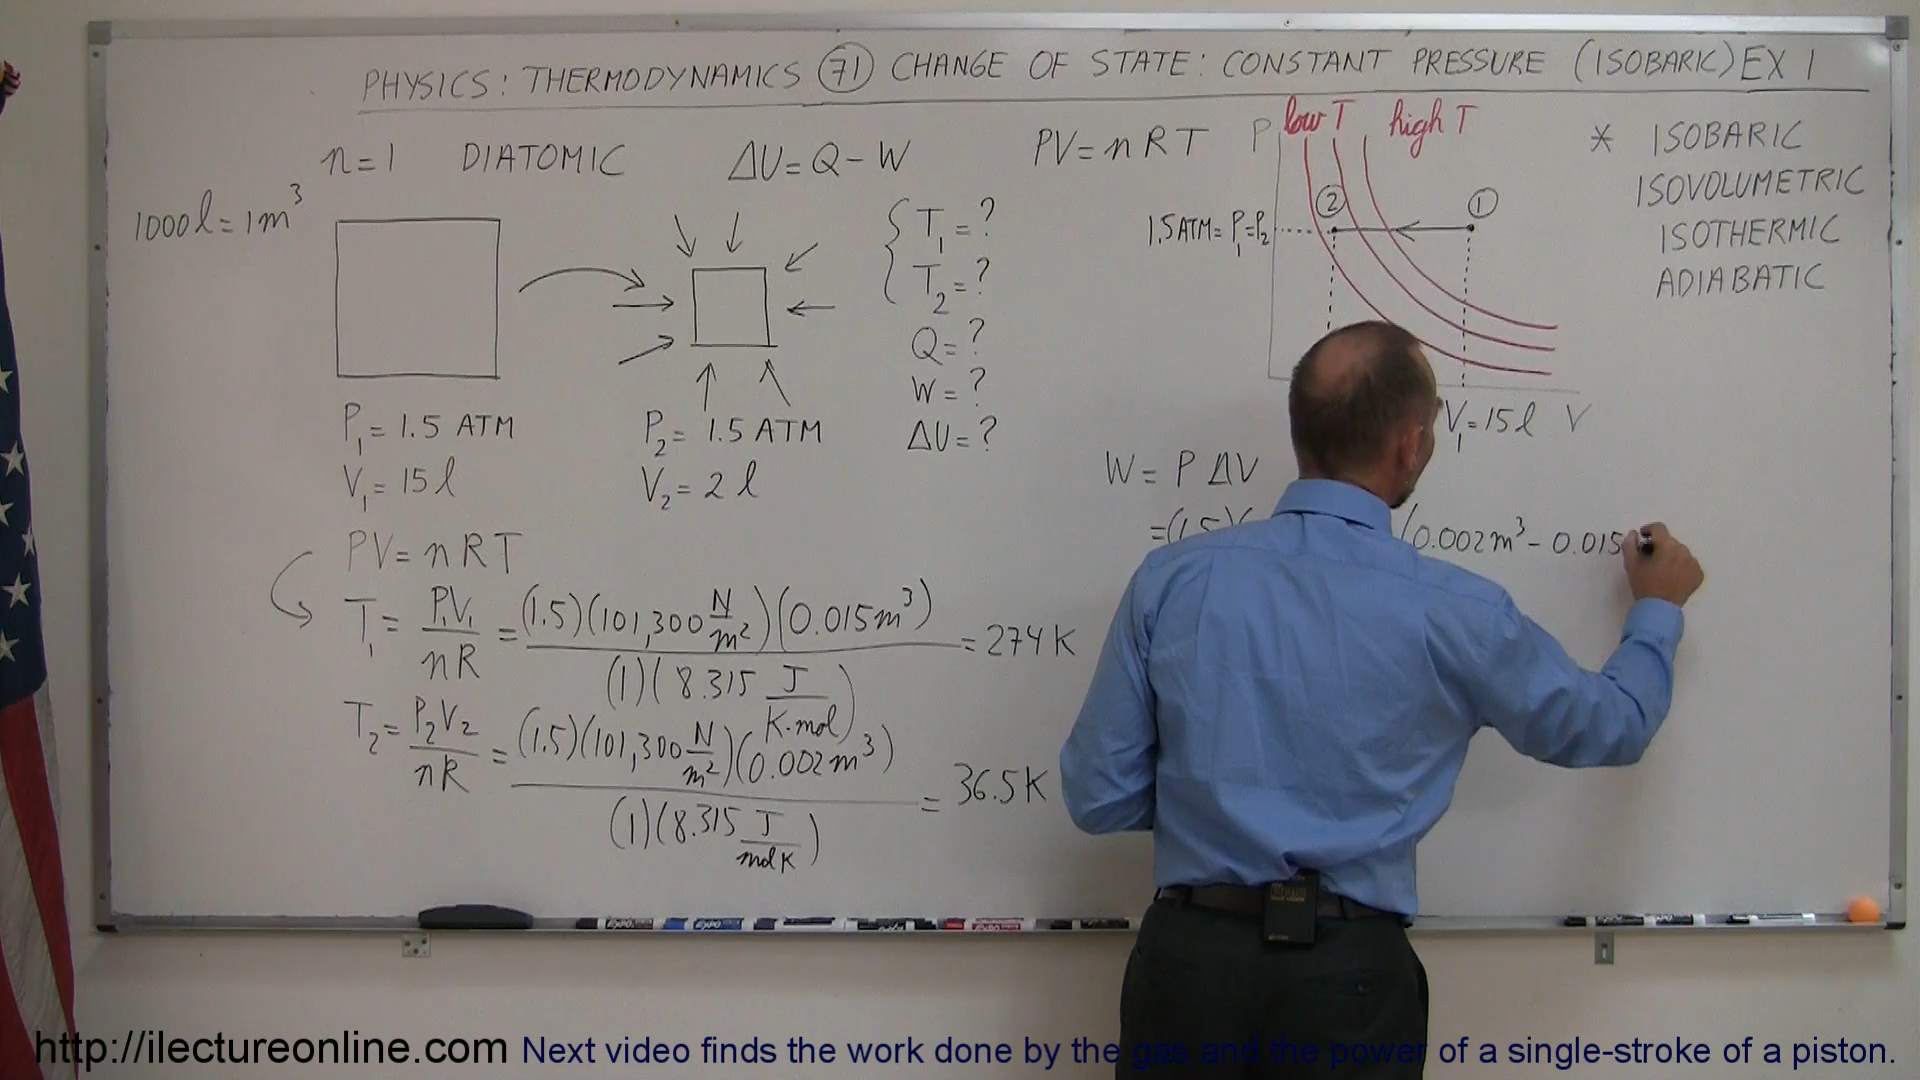 PHYSICS: THERMODYNAMICS 71 CHANGE OF STATE: CONSTANT PRESSURE (ISOBARIC) EX 1
n=1 DIATOMIC ΔU=Q-W PV=nRT
1000 l = 1 m³
P₁ = 1.5 ATM
V₁ = 15 l
P₂ = 1.5 ATM
V₂ = 2 l
T₁ = ?
T₂ = ?
Q = ?
W = ?
ΔU = ?
PV = nRT
T₁ = P₁V₁/nR = (1.5)(101,300 N/m²)(0.015 m³) / (1)(8.315 J/K·mol) = 274 K
T₂ = P₂V₂/nR = (1.5)(101,300 N/m²)(0.002 m³) / (1)(8.315 J/mol K) = 36.5 K
P low T high T
② ①
1.5 ATM = P₁ = P₂
V₁ = 15 l V
* ISOBARIC
ISOVOLUMETRIC
ISOTHERMIC
ADIABATIC
W = P ΔV
= (1.5)( (0.002 m³ - 0.015
http://ilectureonline.com Next video finds the work done by the gas and the power of a single-stroke of a piston.